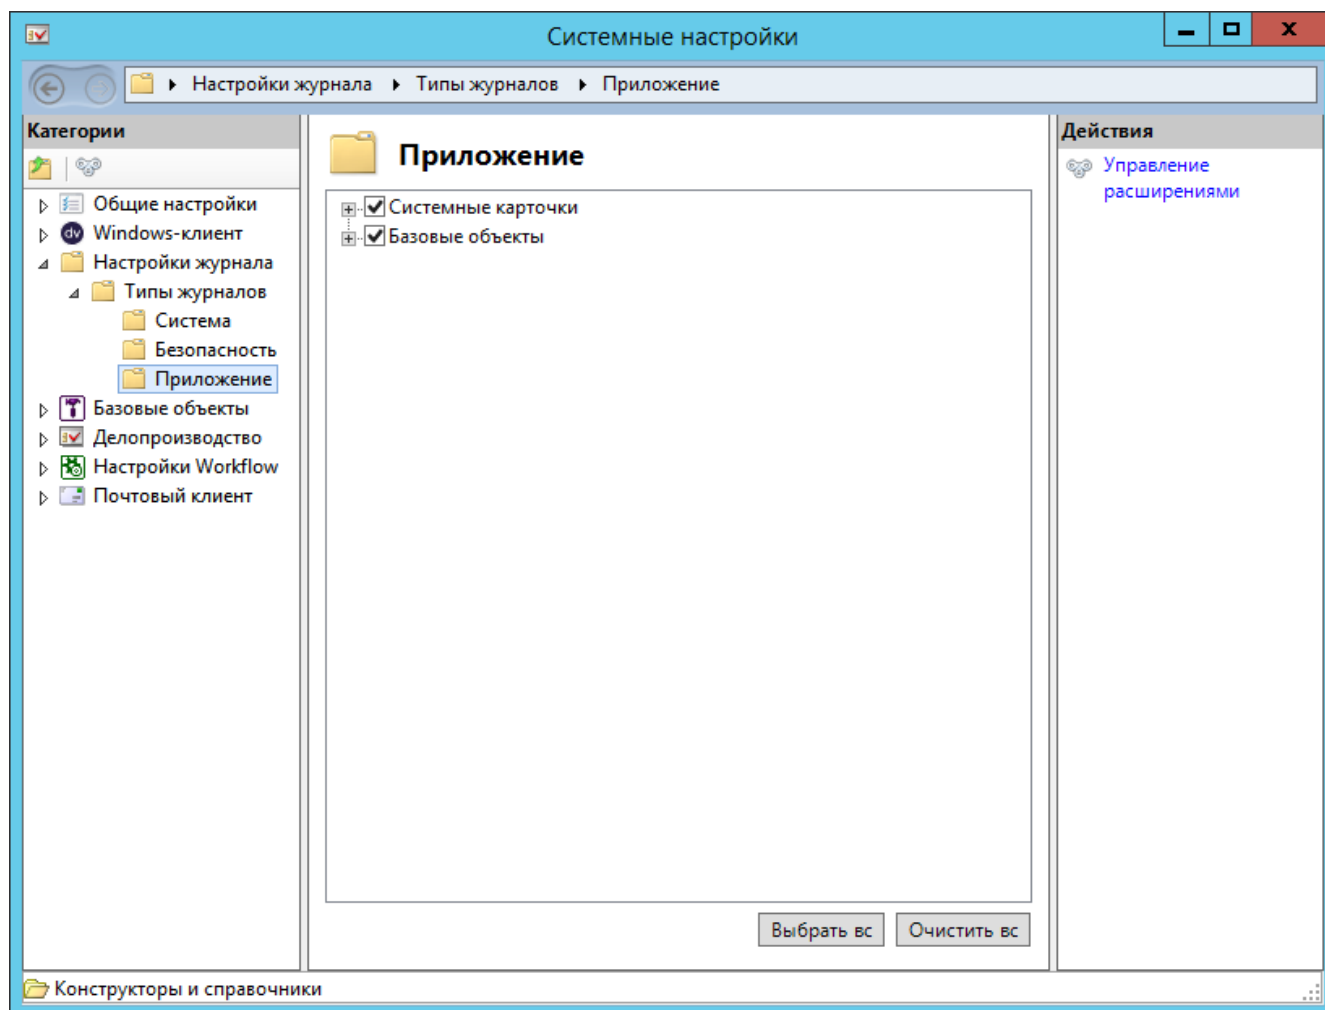 Системные настройки
Настройки журнала Типы журналов Приложение
Категории
Общие настройки
dv Windows-клиент
Настройки журнала
Типы журналов
Система
Безопасность
Приложение
Базовые объекты
Делопроизводство
Настройки Workflow
Почтовый клиент
Приложение
Системные карточки
Базовые объекты
Выбрать вс Очистить вс
Действия
Управление
расширениями
Конструкторы и справочники